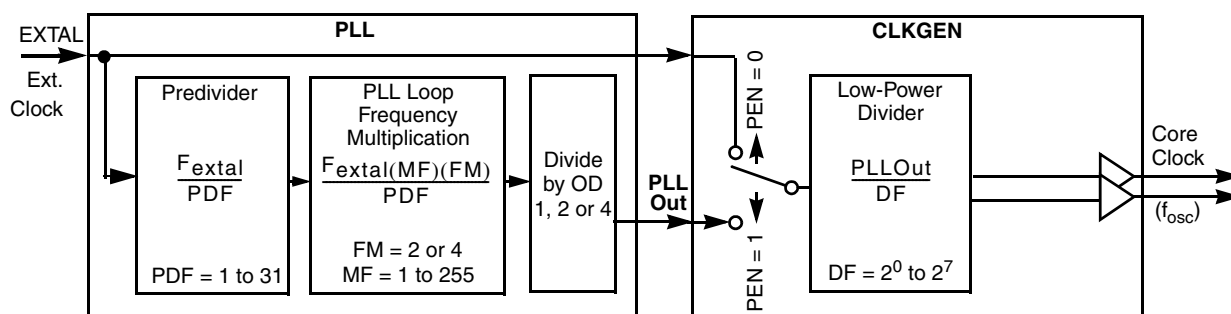 EXTAL
Ext.
Clock
PLL
Predivider
Fextal
PDF
PDF = 1 to 31
PLL Loop
Frequency
Multiplication
Fextal(MF)(FM)
PDF
FM = 2 or 4
MF = 1 to 255
Divide
by OD
1, 2 or 4
PLL
Out
CLKGEN
PEN = 0
PEN = 1
Low-Power
Divider
PLLOut
DF
DF = 2⁰ to 2⁷
Core
Clock
(fosc)